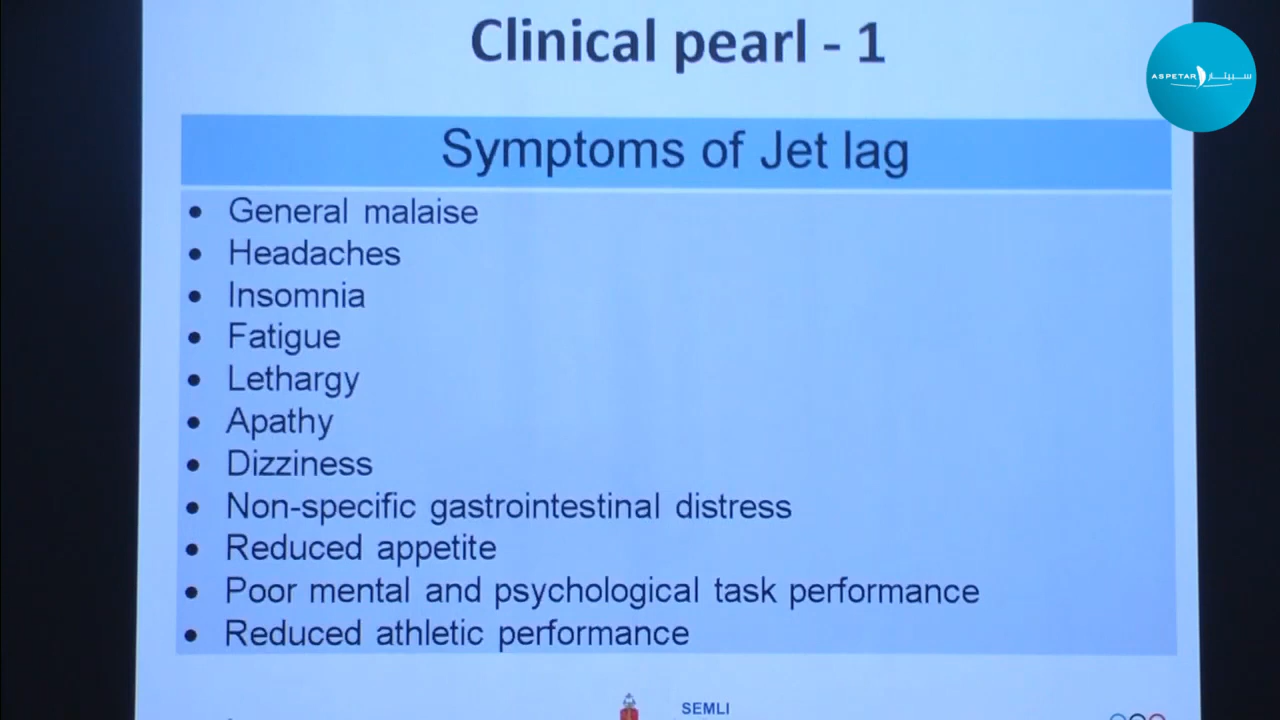 Clinical pearl - 1
ASPETAR سبيتار
Symptoms of Jet lag
• General malaise
• Headaches
• Insomnia
• Fatigue
• Lethargy
• Apathy
• Dizziness
• Non-specific gastrointestinal distress
• Reduced appetite
• Poor mental and psychological task performance
• Reduced athletic performance
SEMLI